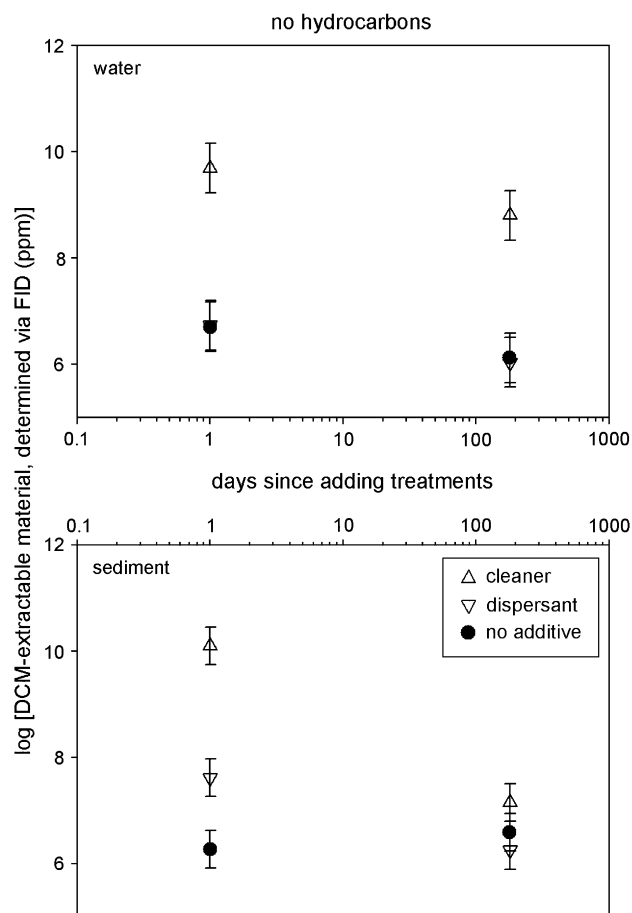 no hydrocarbons
12
water
10
8
6
0.1 1 10 100 1000
days since adding treatments
0.1 1 10 100 1000
log [DCM-extractable material, determined via FID (ppm)]
12
sediment
cleaner
dispersant
no additive
10
8
6